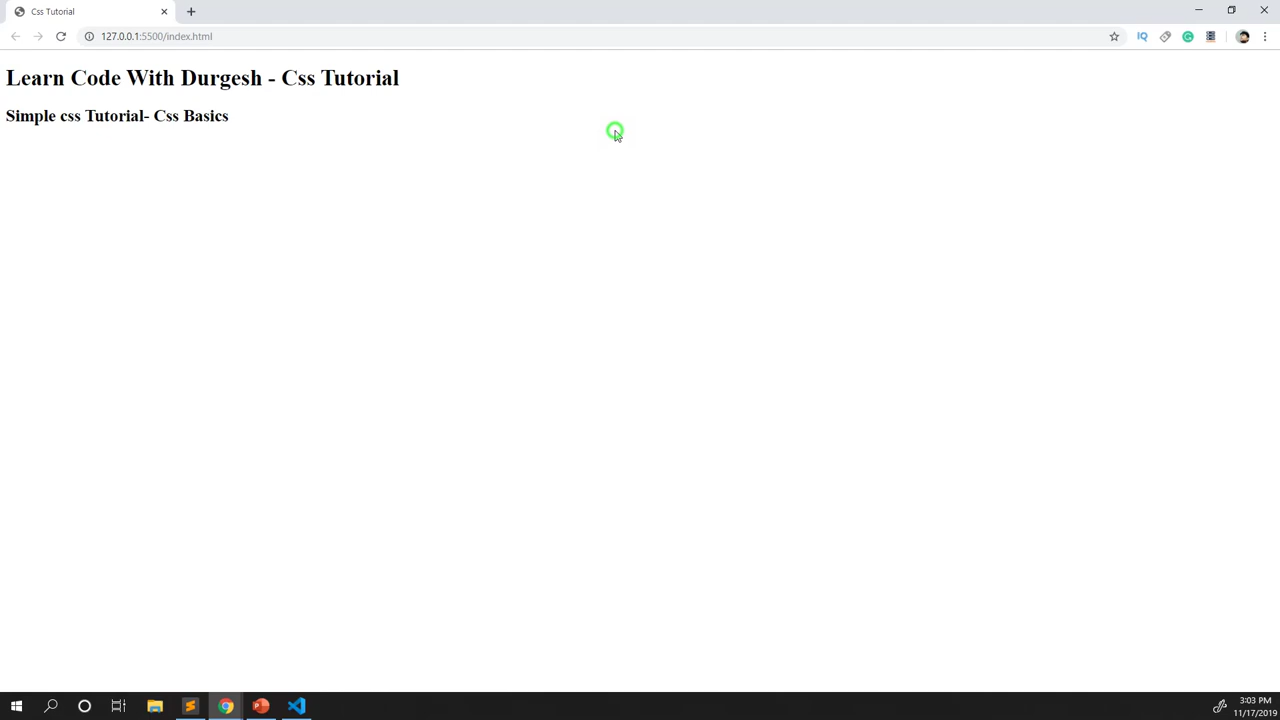 Css Tutorial
127.0.0.1:5500/index.html
IQ
Learn Code With Durgesh - Css Tutorial
Simple css Tutorial- Css Basics
3:03 PM
11/17/2019